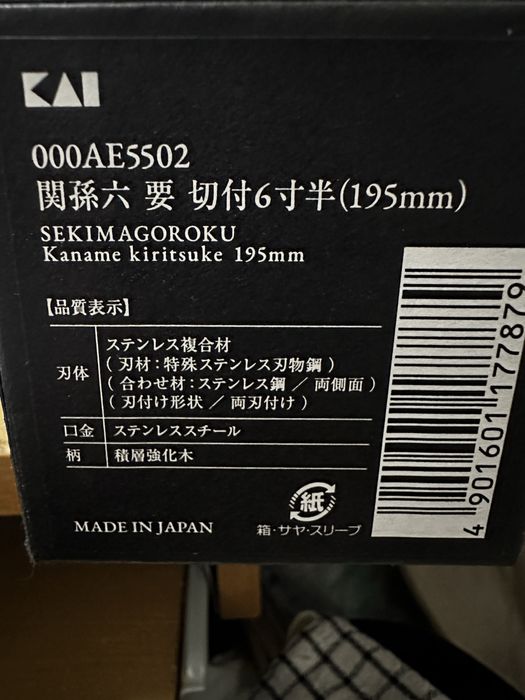 KAI
000AE5502
関孫六 要 切付6寸半(195mm)
SEKIMAGOROKU
Kaname kiritsuke 195mm
【品質表示】
刃体
ステンレス複合材
(刃材:特殊ステンレス刃物鋼)
(合わせ材:ステンレス鋼/両側面)
(刃付け形状/両刃付け)
口金 ステンレススチール
柄 積層強化木
MADE IN JAPAN
紙
箱・サヤ・スリーブ
4 901601 177879